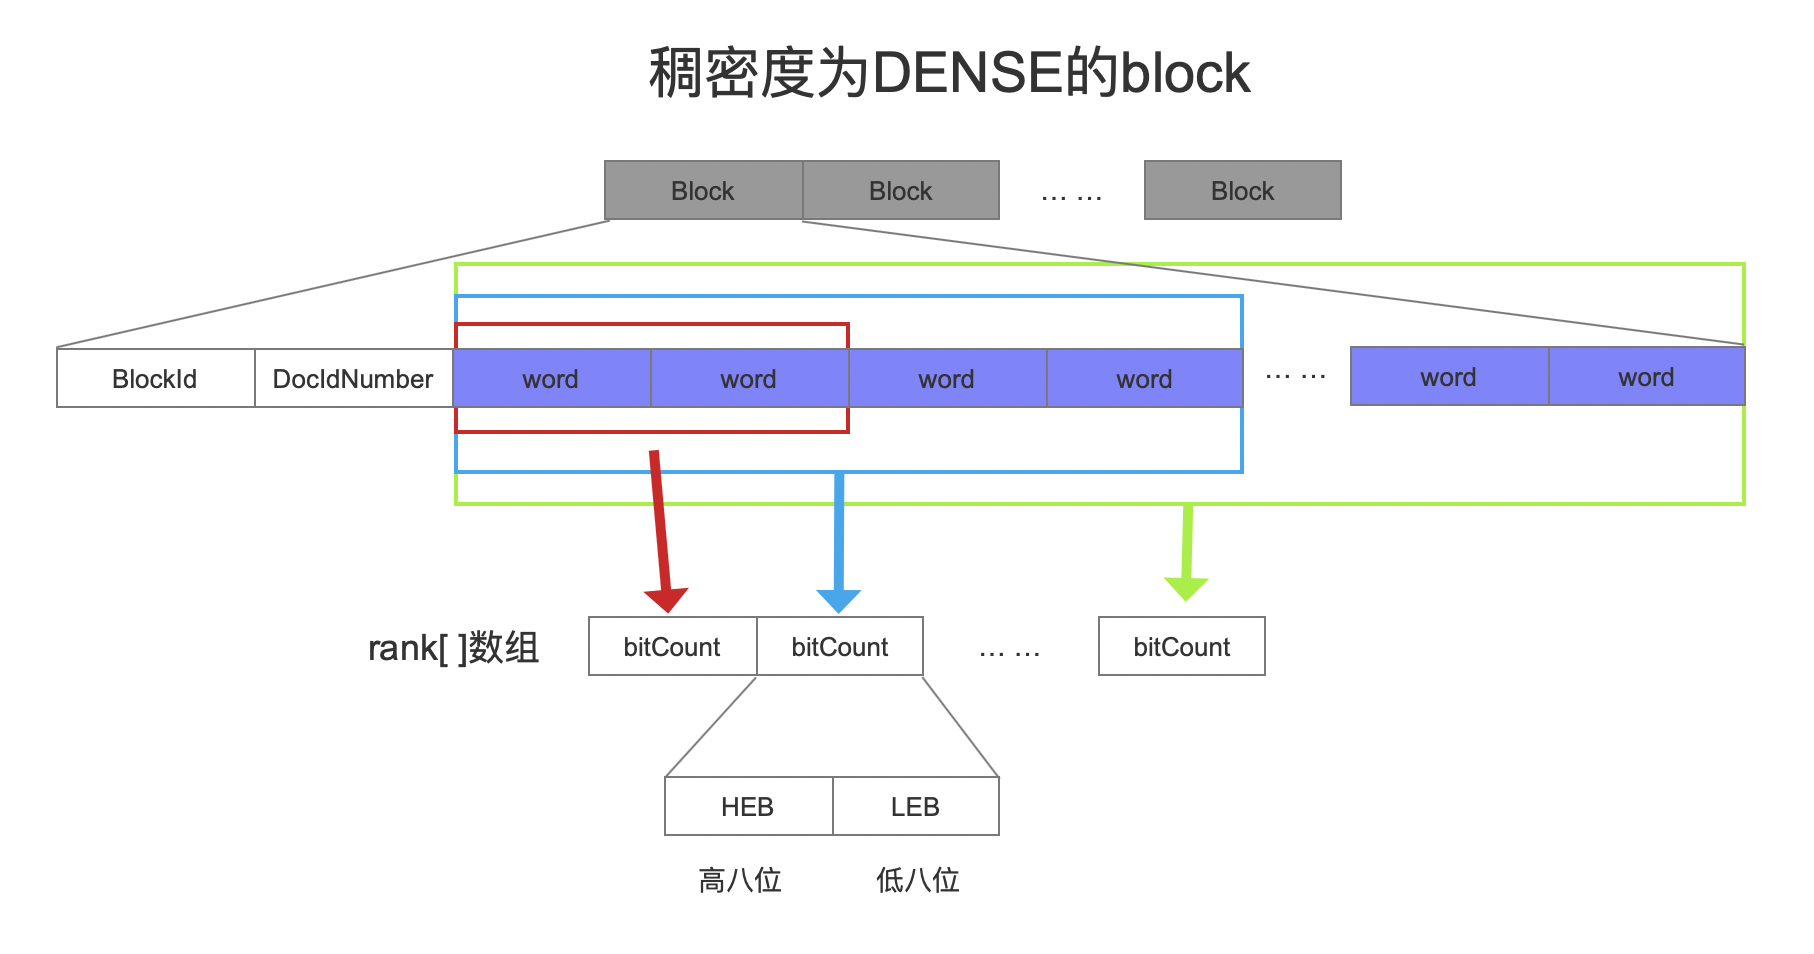 稠密度为DENSE的block
Block Block … … Block
BlockId DocIdNumber word word word word … … word word
rank[ ]数组 bitCount bitCount … … bitCount
HEB LEB
高八位 低八位